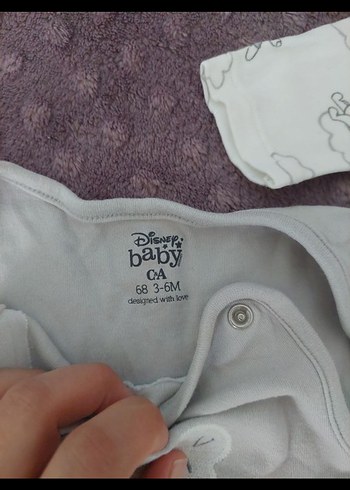 Disney
baby
C&A
68 3-6M
designed with love